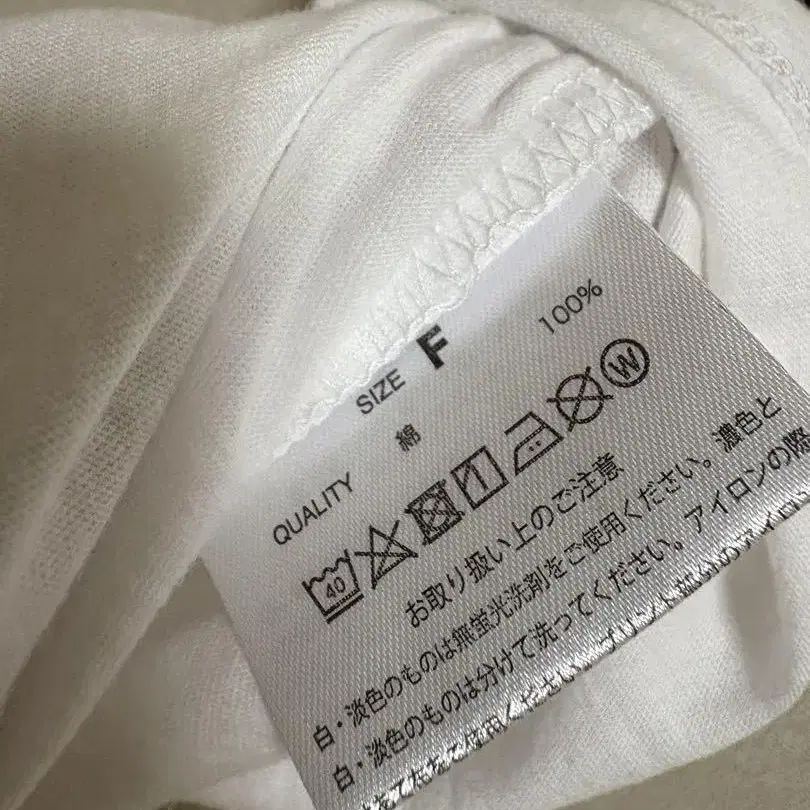 SIZE F
QUALITY 綿 100%
40 W
お取り扱い上のご注意
白・淡色のものは無蛍光洗剤をご使用ください。濃色と
白・淡色のものは分けて洗ってください。アイロンの際